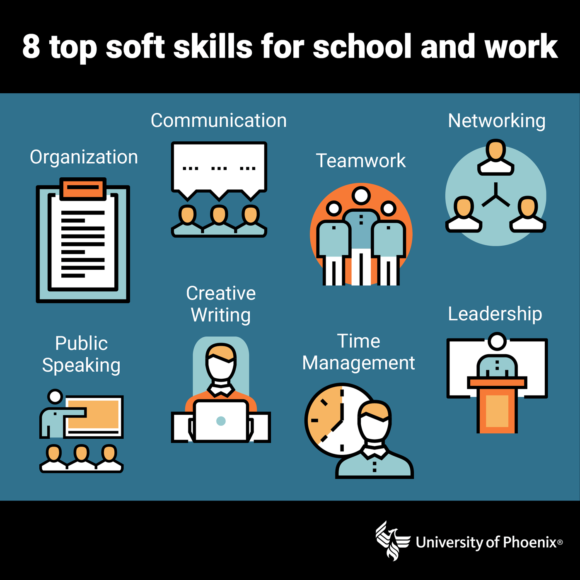 8 top soft skills for school and work
Organization
Communication
Teamwork
Networking
Public
Speaking
Creative
Writing
Time
Management
Leadership
University of Phoenix®